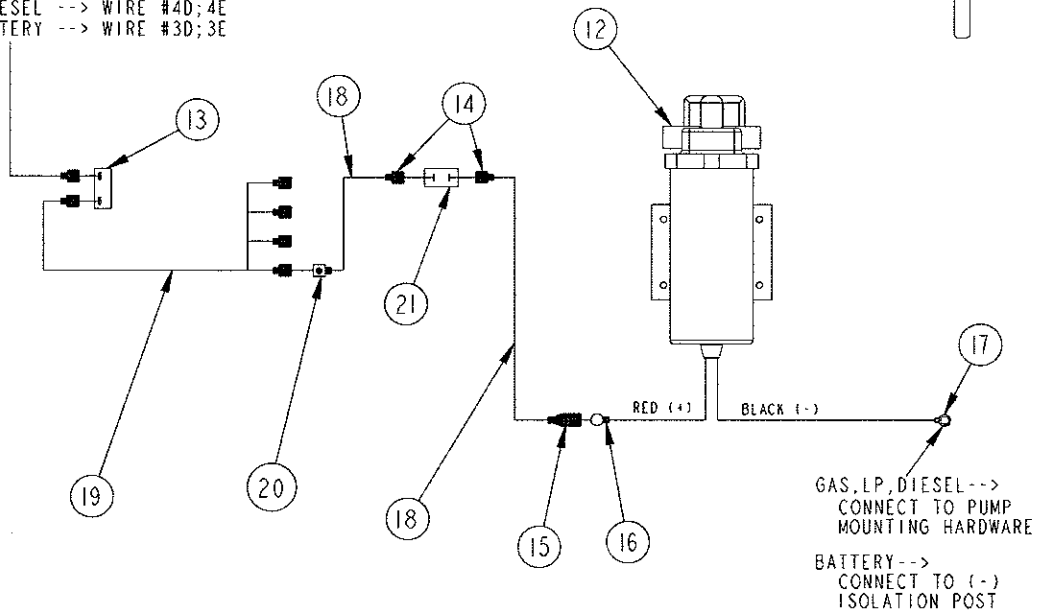 ESEL --> WIRE #4D;4E
TERY --> WIRE #3D;3E
12
13
18
14
21
17
RED (+)
BLACK (-)
19
20
18
15
16
GAS,LP,DIESEL-->
CONNECT TO PUMP
MOUNTING HARDWARE
BATTERY-->
CONNECT TO (-)
ISOLATION POST